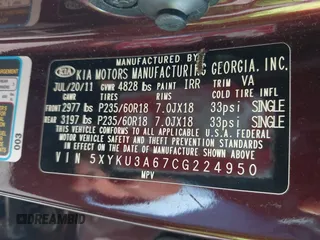 MANUFACTURED BY
KIA KIA MOTORS MANUFACTURING GEORGIA, INC.
JUL/20/11 GVWR 4828 lbs PAINT IRR TRIM VA
GAWR TIRES RIMS COLD TIRE INFL
FRONT 2977 lbs P235/60R18 7.0JX18 33psi SINGLE
REAR 3197 lbs P235/60R18 7.0JX18 33psi SINGLE
THIS VEHICLE CONFORMS TO ALL APPLICABLE U.S.A. FEDERAL
MOTOR VEHICLE SAFETY AND THEFT PREVENTION STANDARDS IN
EFFECT ON THE DATE OF MANUFACTURE SHOWN ABOVE.
VIN 5XYKU3A67CG224950
MPV
003
DREAMBID